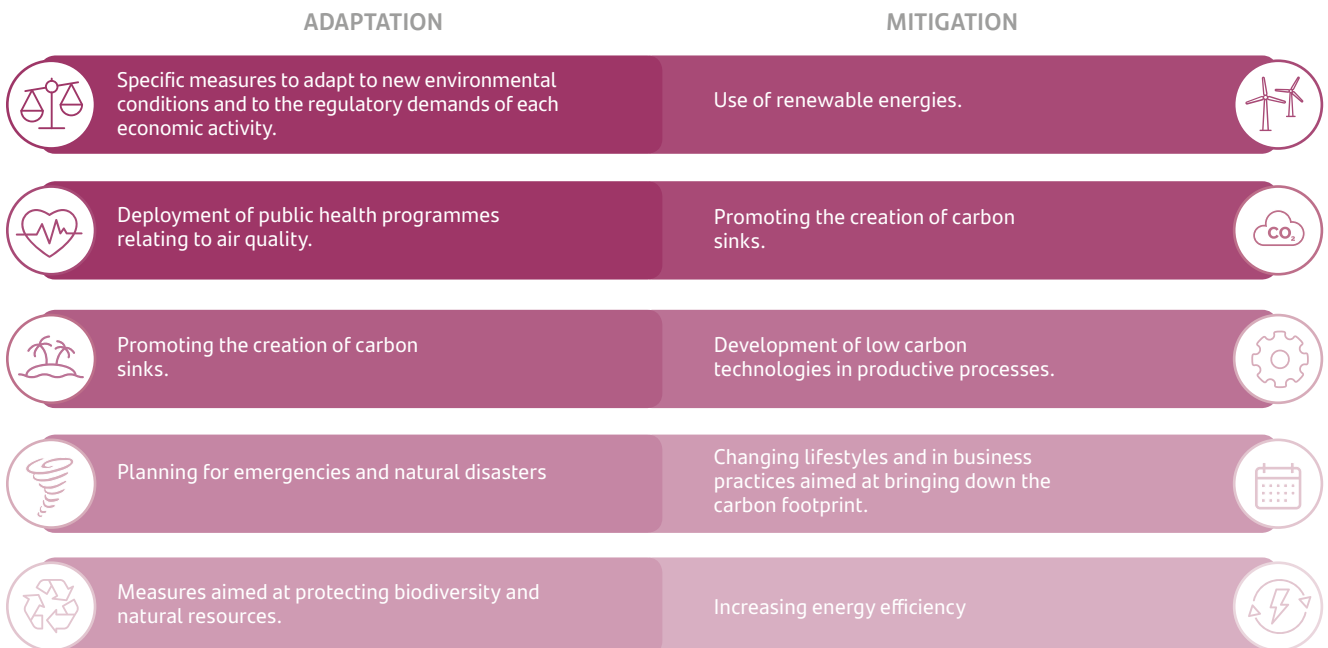 ADAPTATION
MITIGATION
Specific measures to adapt to new environmental
conditions and to the regulatory demands of each
economic activity.
Use of renewable energies.
Deployment of public health programmes
relating to air quality.
Promoting the creation of carbon
sinks.
CO₂
Promoting the creation of carbon
sinks.
Development of low carbon
technologies in productive processes.
Planning for emergencies and natural disasters
Changing lifestyles and in business
practices aimed at bringing down the
carbon footprint.
Measures aimed at protecting biodiversity and
natural resources.
Increasing energy efficiency